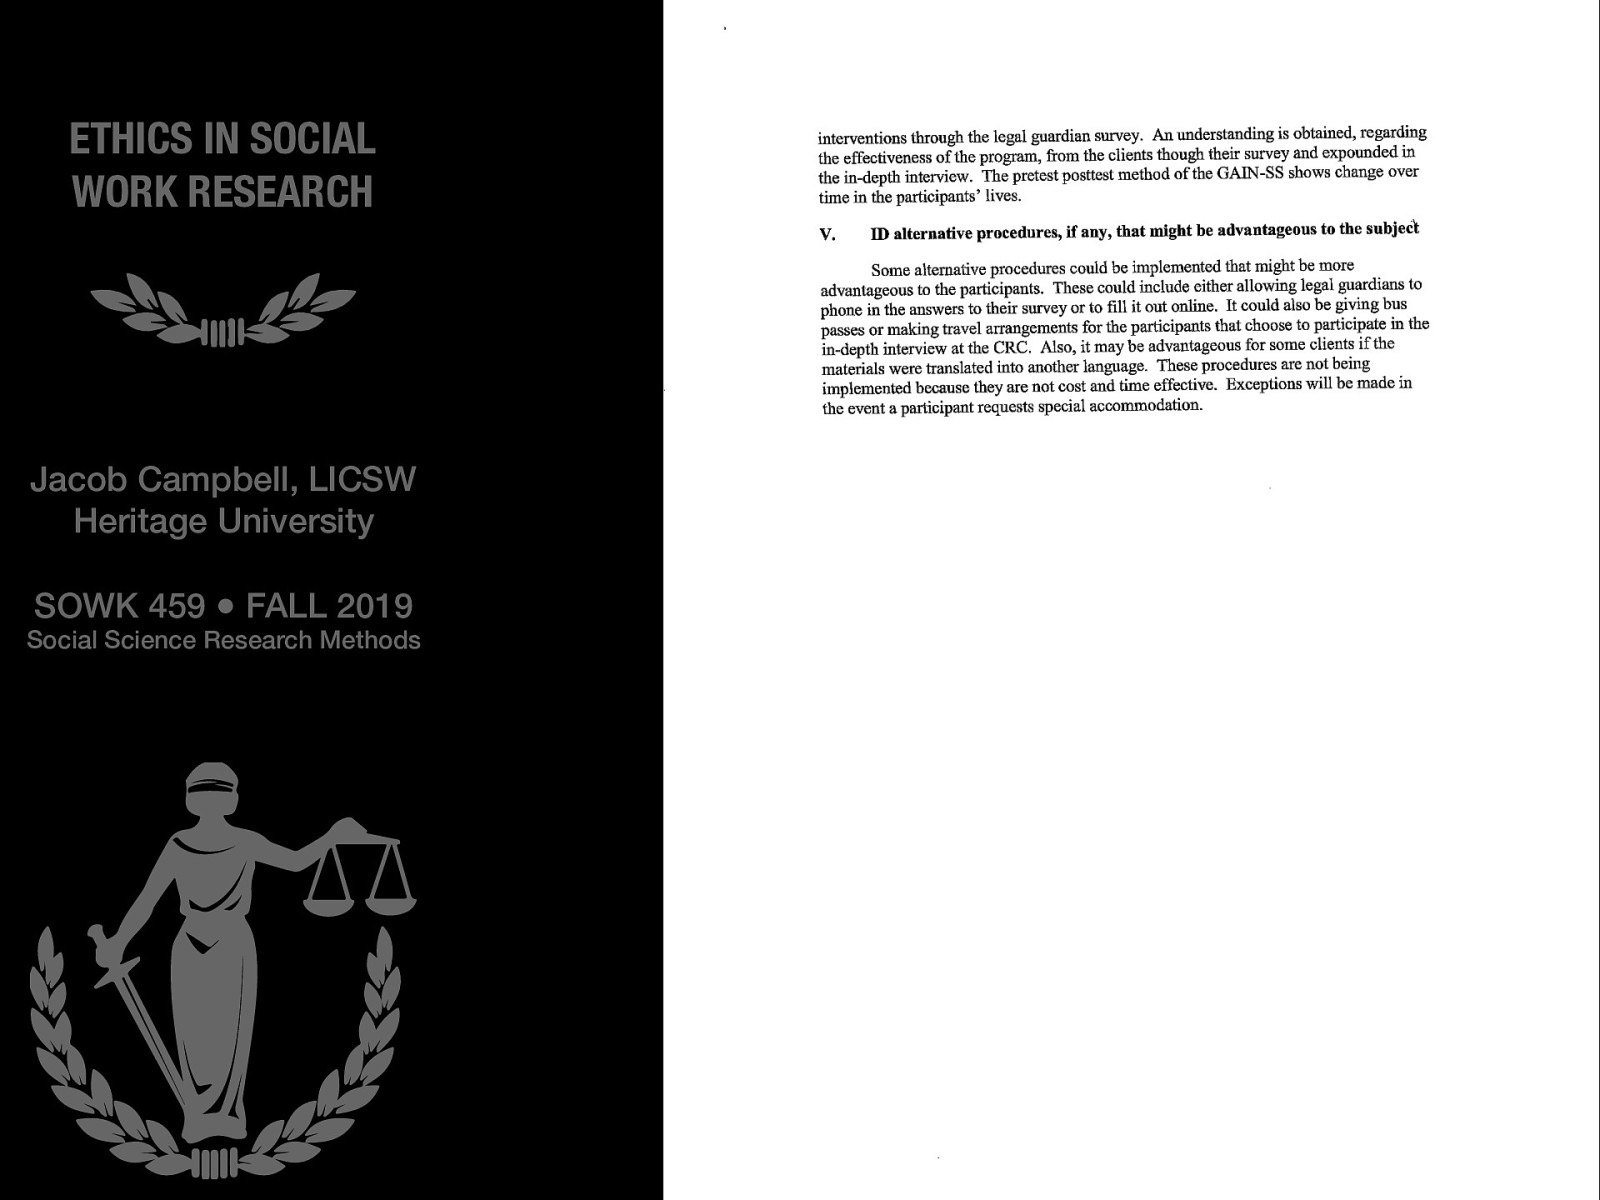 ETHICS IN SOCIAL
WORK RESEARCH
Jacob Campbell, LICSW
Heritage University
SOWK 459 • FALL 2019
Social Science Research Methods
interventions through the legal guardian survey. An understanding is obtained, regarding
the effectiveness of the program, from the clients though their survey and expounded in
the in-depth interview. The pretest posttest method of the GAIN-SS shows change over
time in the participants' lives.
V. ID alternative procedures, if any, that might be advantageous to the subject
Some alternative procedures could be implemented that might be more
advantageous to the participants. These could include either allowing legal guardians to
phone in the answers to their survey or to fill it out online. It could also be giving bus
passes or making travel arrangements for the participants that choose to participate in the
in-depth interview at the CRC. Also, it may be advantageous for some clients if the
materials were translated into another language. These procedures are not being
implemented because they are not cost and time effective. Exceptions will be made in
the event a participant requests special accommodation.